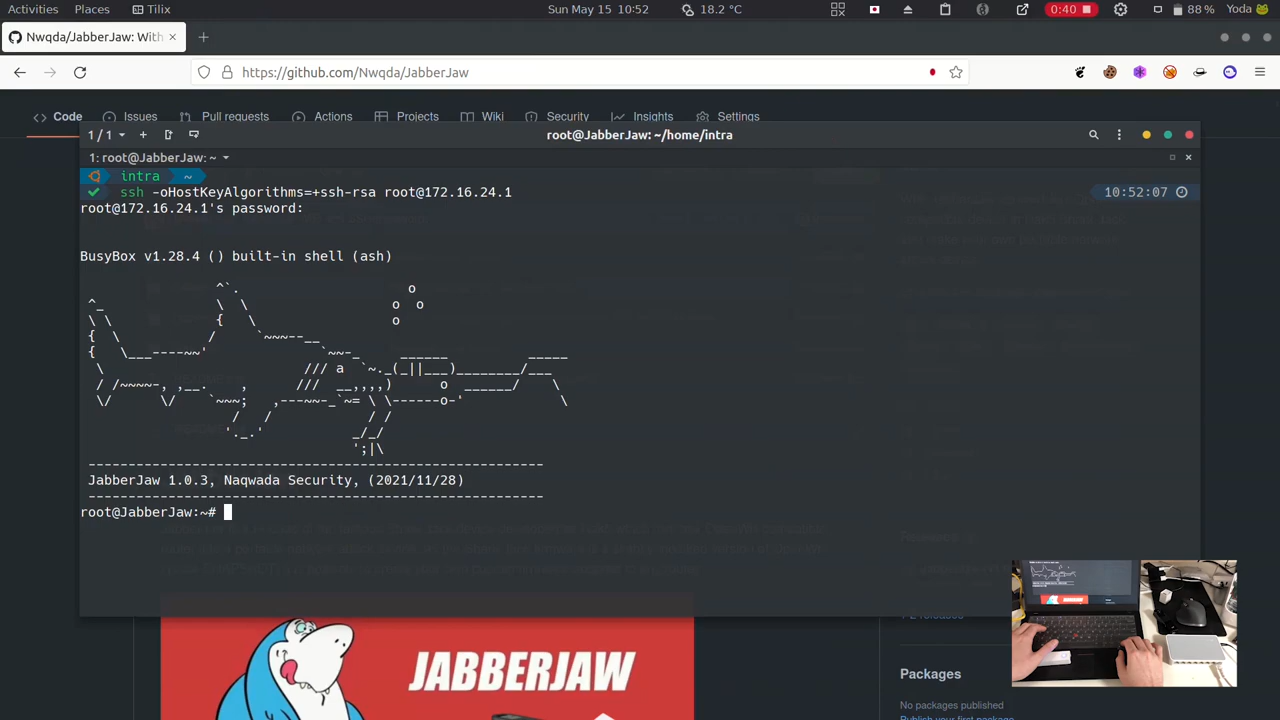 Activities Places Tilix Sun May 15 10:52 18.2 °C 0:40 88 % Yoda
Nwqda/JabberJaw: With
https://github.com/Nwqda/JabberJaw
Code Issues Pull requests Actions Projects Wiki Security Insights Settings
1 / 1 root@JabberJaw: ~/home/intra
1: root@JabberJaw: ~
intra ~
ssh -oHostKeyAlgorithms=+ssh-rsa root@172.16.24.1 10:52:07
root@172.16.24.1's password:
BusyBox v1.28.4 () built-in shell (ash)
JabberJaw 1.0.3, Naqwada Security, (2021/11/28)
root@JabberJaw:~#
JABBERJAW
Packages
No packages published
Publish your first package